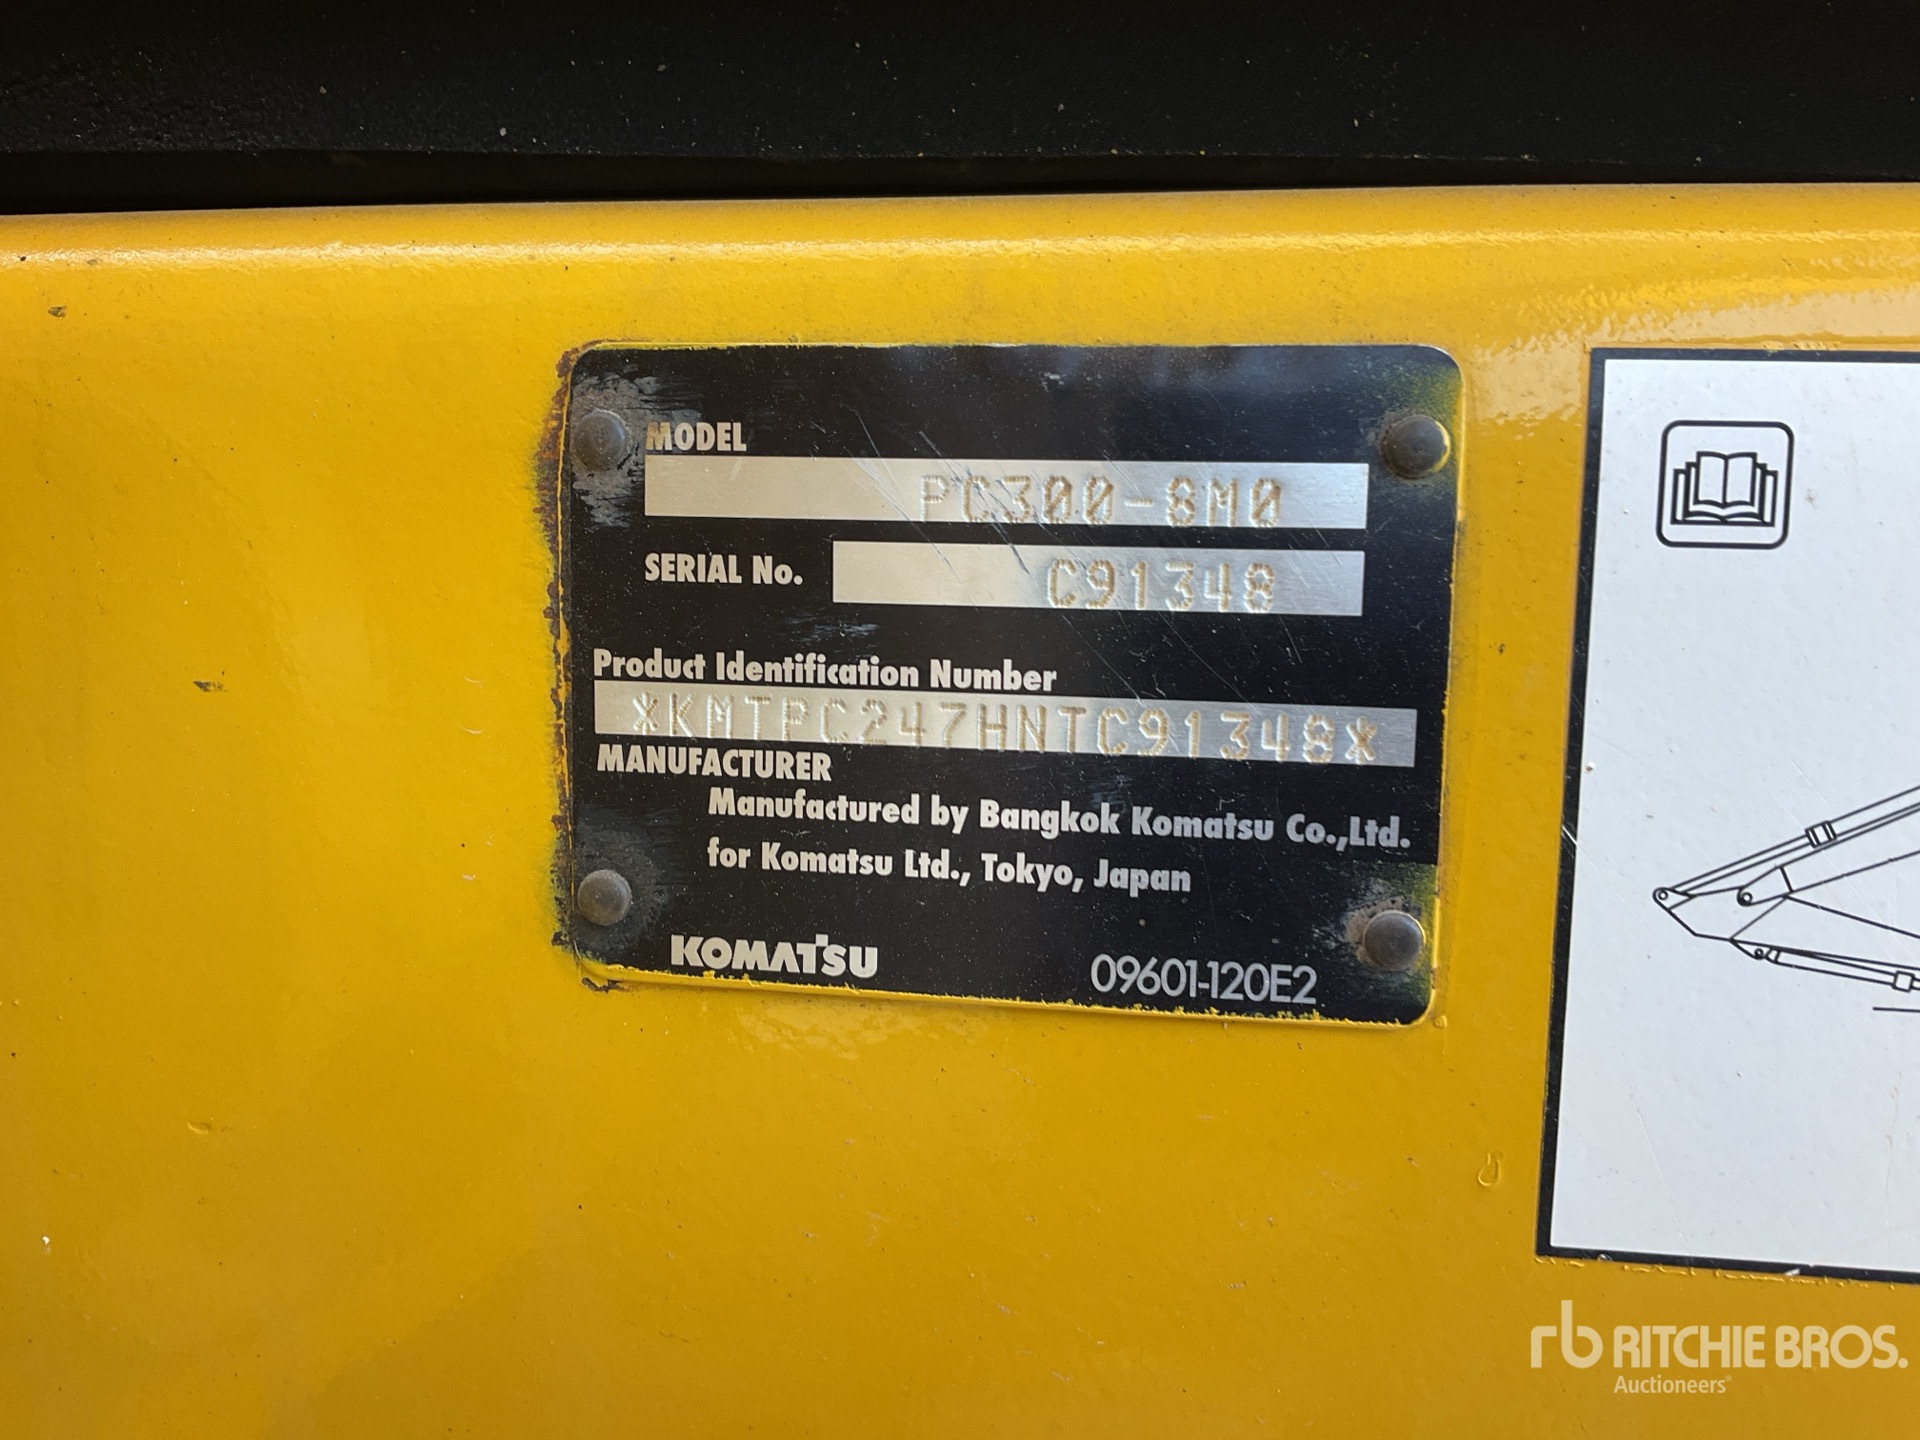 MODEL
PC300-8M0
SERIAL No.
C91348
Product Identification Number
*KMTPC247HNTC91348*
MANUFACTURER
Manufactured by Bangkok Komatsu Co.,Ltd.
for Komatsu Ltd., Tokyo, Japan
KOMATSU
09601-120E2
rb RITCHIE BROS.
Auctioneers